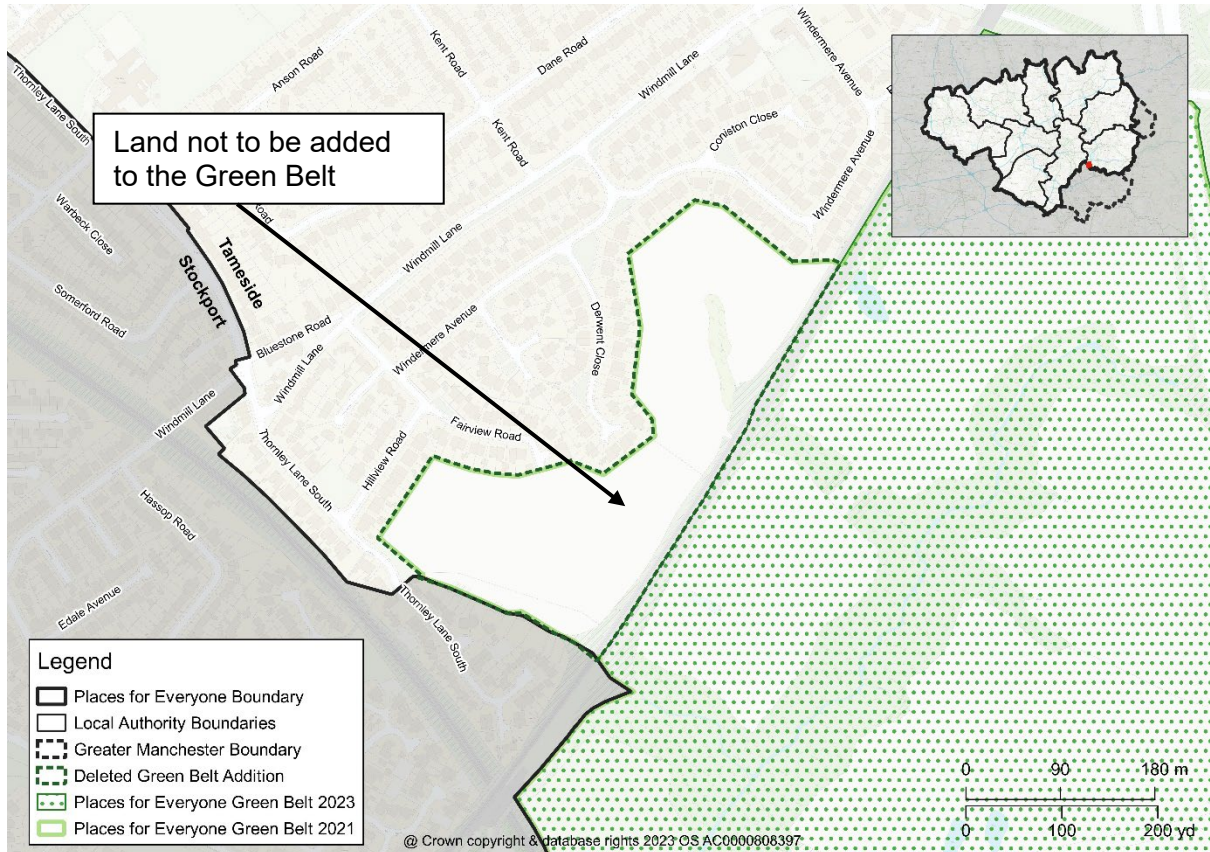 Thornley Lane South
Anson Road
Kent Road
Dane Road
Windmill Lane
Windermere Avenue
Land not to be added
to the Green Belt
Kent Road
Coniston Close
Windermere Avenue
Warbeck Close
Road
Windmill Lane
Tameside
Stockport
Somerford Road
Bluestone Road
Windermere Avenue
Derwent Close
Windmill Lane
Windmill Lane
Fairview Road
Thornley Lane South
Hillview Road
Hassop Road
Edale Avenue
Thornley Lane South
Legend
Places for Everyone Boundary
Local Authority Boundaries
Greater Manchester Boundary
Deleted Green Belt Addition
Places for Everyone Green Belt 2023
Places for Everyone Green Belt 2021
0 90 180 m
0 100 200 yd
@ Crown copyright & database rights 2023 OS AC0000808397